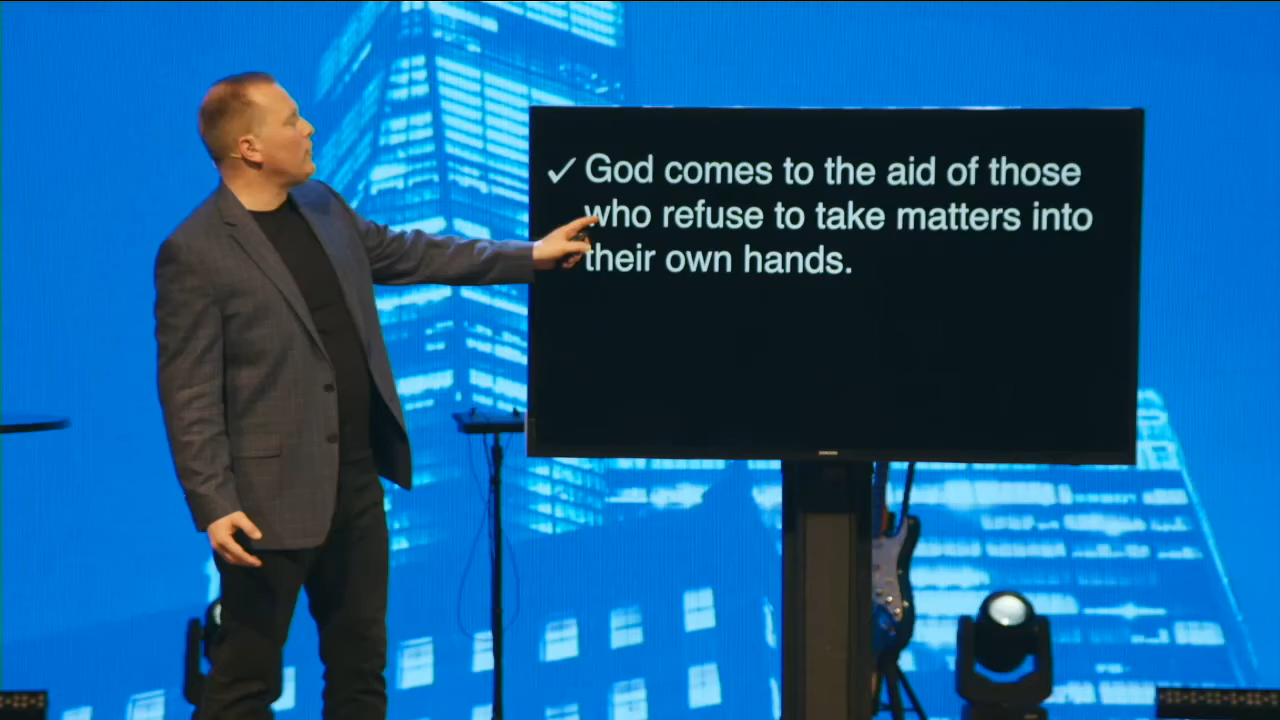 ✓ God comes to the aid of those
who refuse to take matters into
their own hands.